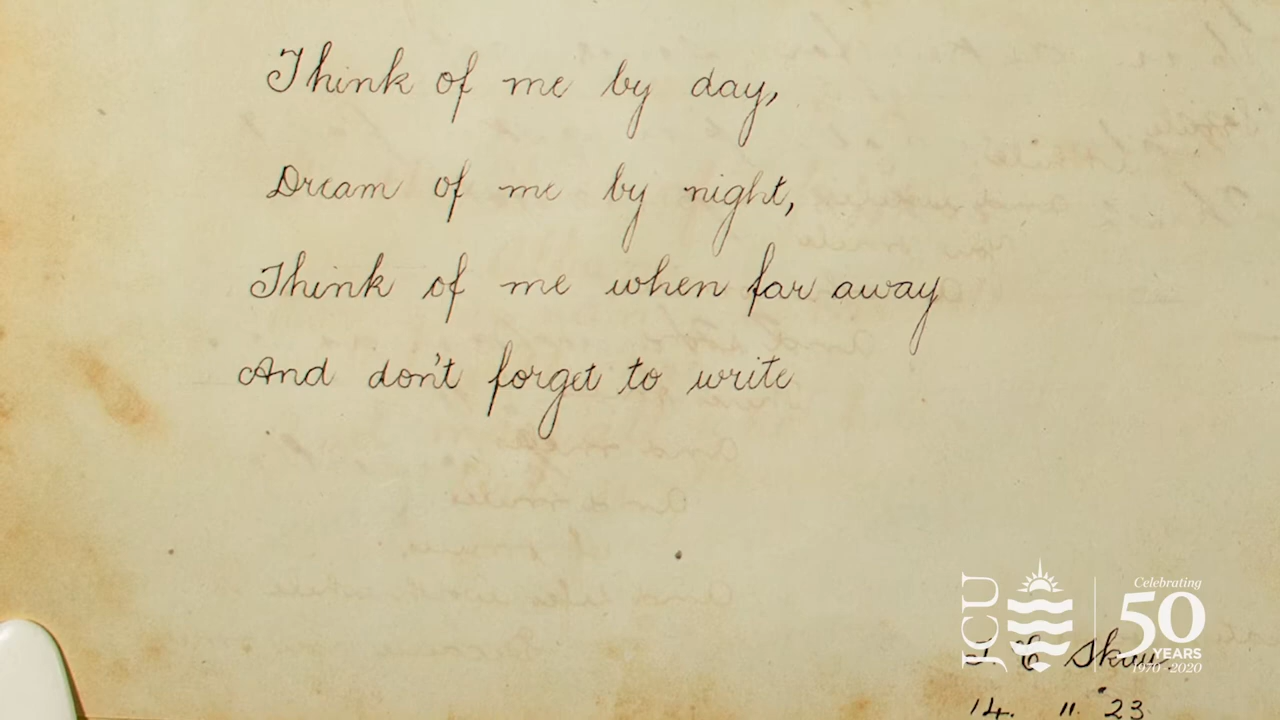 Think of me by day,
Dream of me by night,
Think of me when far away
And don't forget to write
JCU
Celebrating
50
YEARS
1970-2020
14. 11. 23